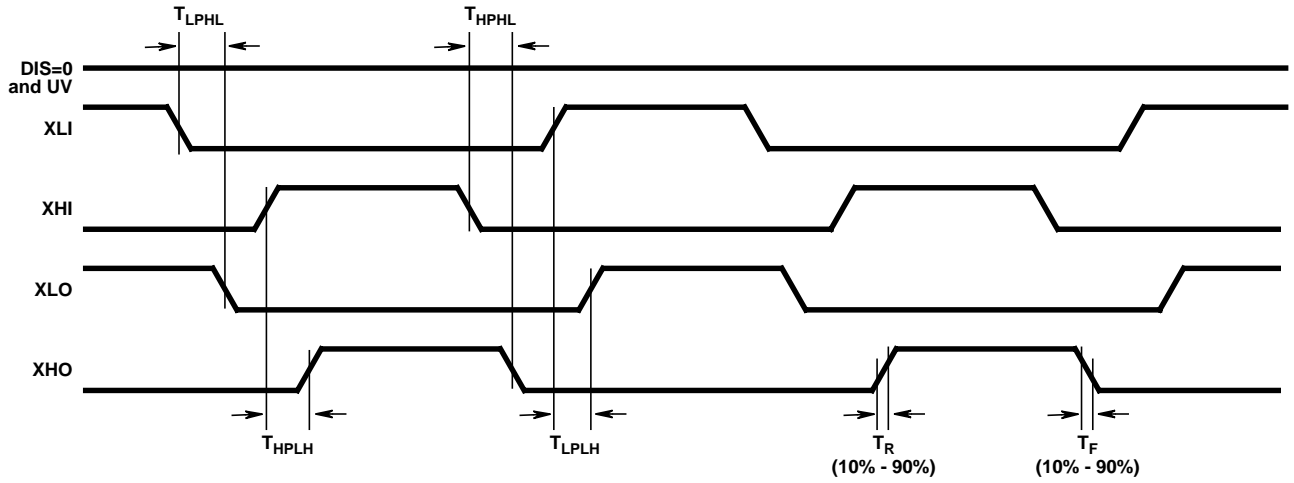 TLPHL
THPHL
DIS=0
and UV
XLI
XHI
XLO
XHO
THPLH
TLPLH
TR
(10% - 90%)
TF
(10% - 90%)